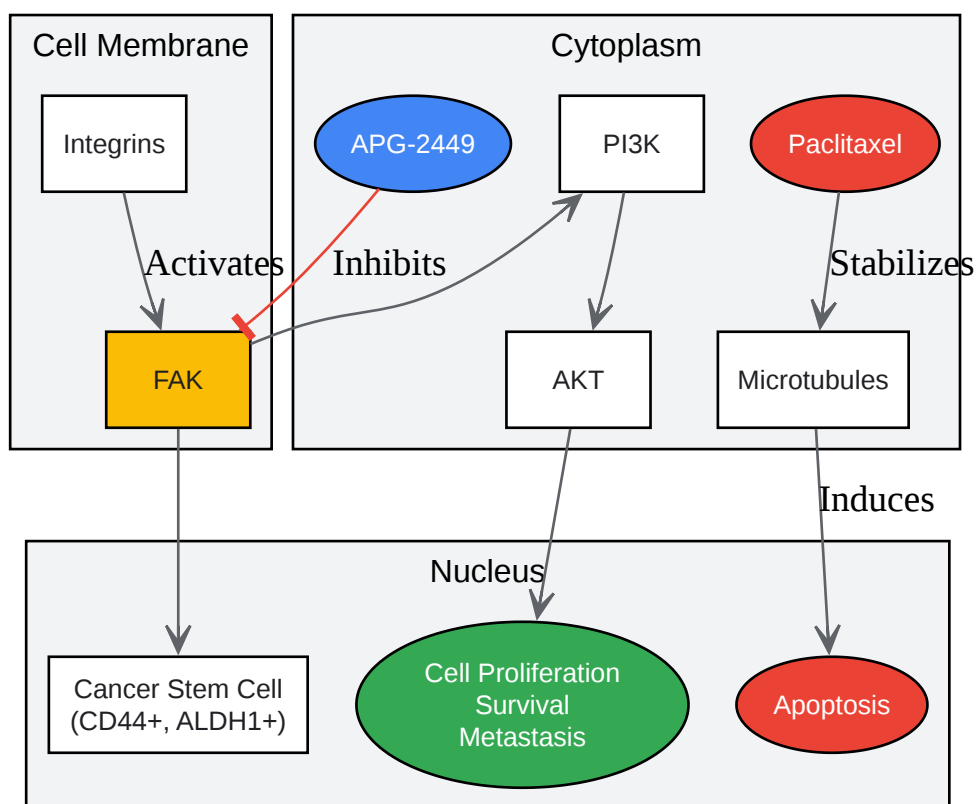 Cell Membrane
Cytoplasm
Integrins
APG-2449
PI3K
Paclitaxel
Activates
Inhibits
Stabilizes
FAK
AKT
Microtubules
Induces
Nucleus
Cancer Stem Cell
(CD44+, ALDH1+)
Cell Proliferation
Survival
Metastasis
Apoptosis